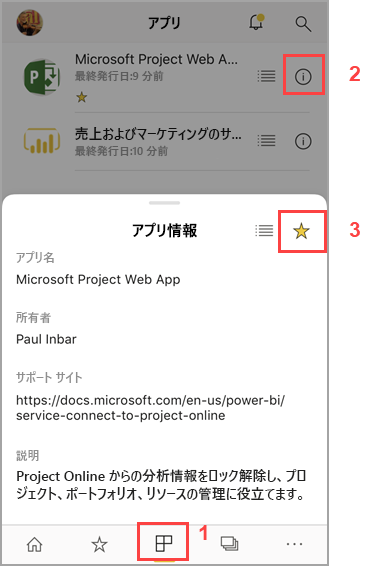 アプリ
Microsoft Project Web A...
最終発行日:9 分前
2
売上およびマーケティングのサ...
最終発行日:10 分前
アプリ情報
3
アプリ名
Microsoft Project Web App
所有者
Paul Inbar
サポート サイト
https://docs.microsoft.com/en-us/power-bi/
service-connect-to-project-online
説明
Project Online からの分析情報をロック解除し、プロ
ジェクト、ポートフォリオ、リソースの管理に役立てます。
1